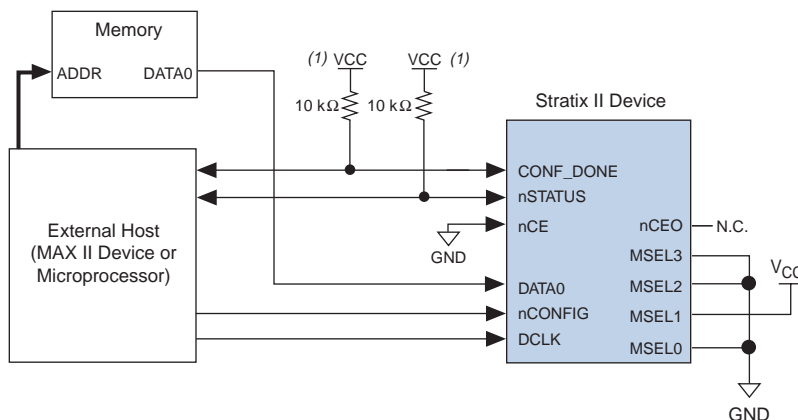 Memory
ADDR DATA0
(1) VCC VCC (1)
10 kΩ 10 kΩ
Stratix II Device
External Host
(MAX II Device or
Microprocessor)
CONF_DONE
nSTATUS
nCE
GND
DATA0
nCONFIG
DCLK
nCEO N.C.
MSEL3
MSEL2
MSEL1
MSEL0
VCC
GND